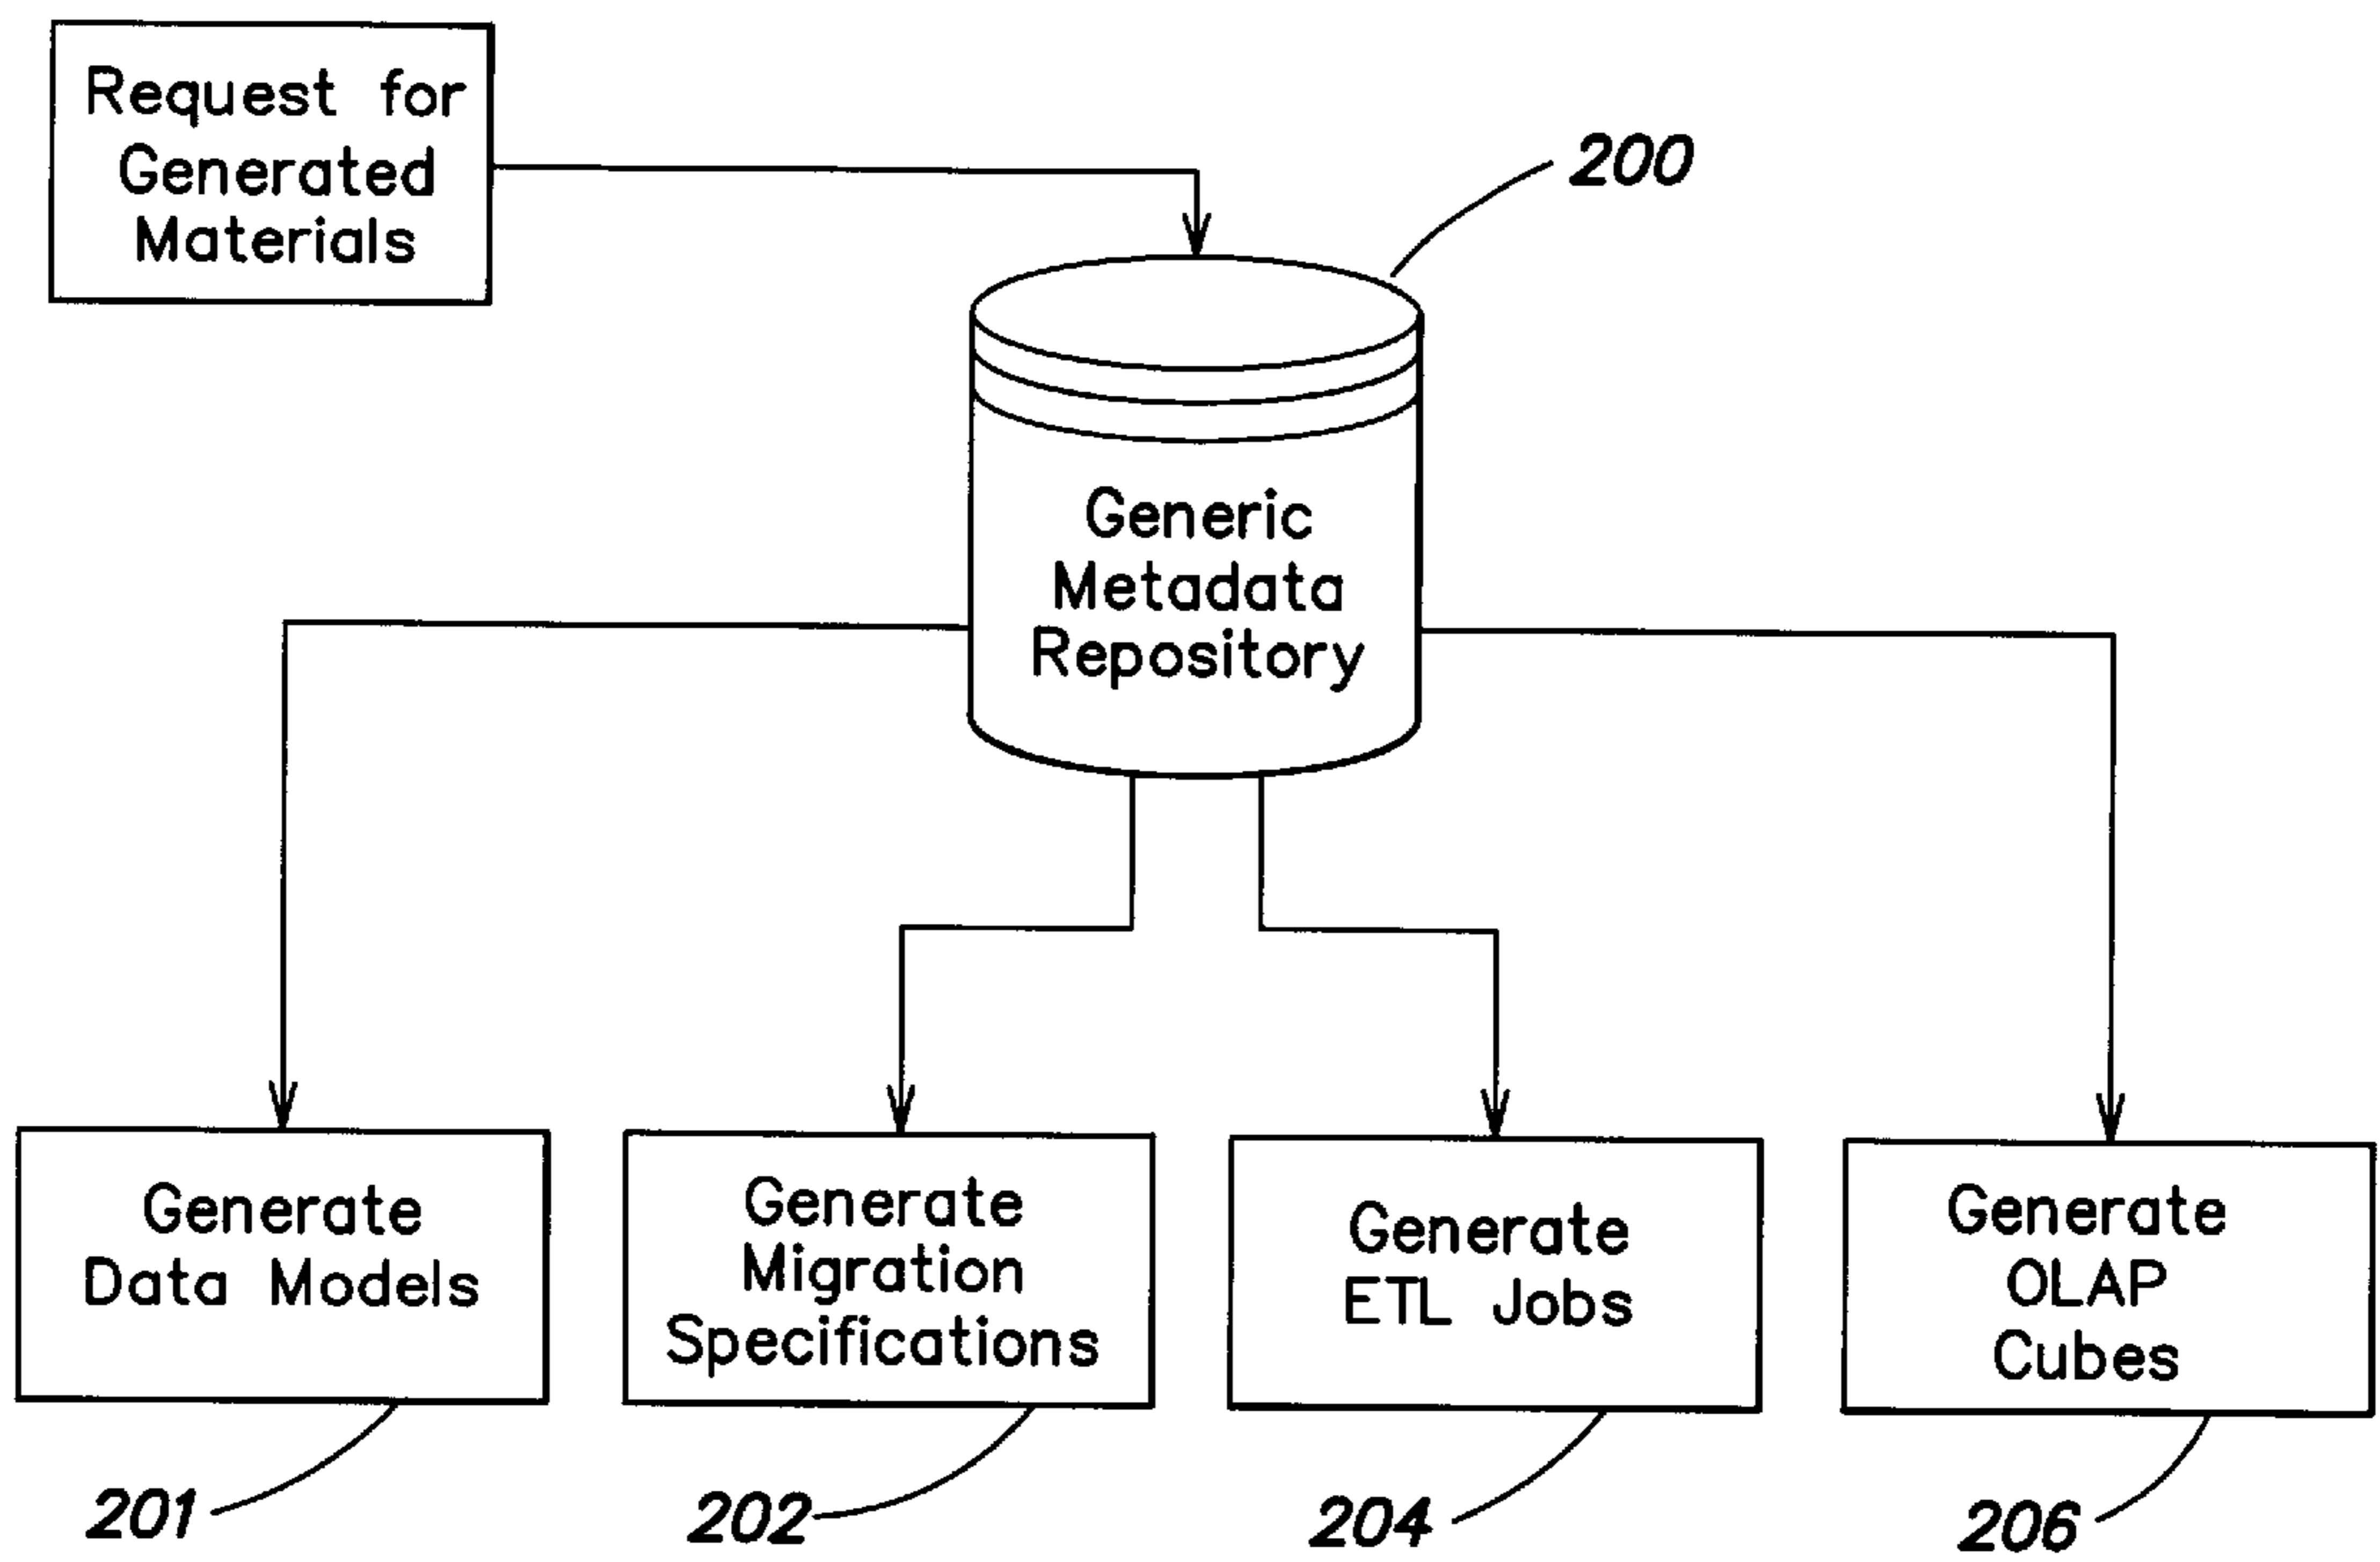 Request for
Generated
Materials
200
Generic
Metadata
Repository
Generate
Data Models
Generate
Migration
Specifications
Generate
ETL Jobs
Generate
OLAP
Cubes
201
202
204
206